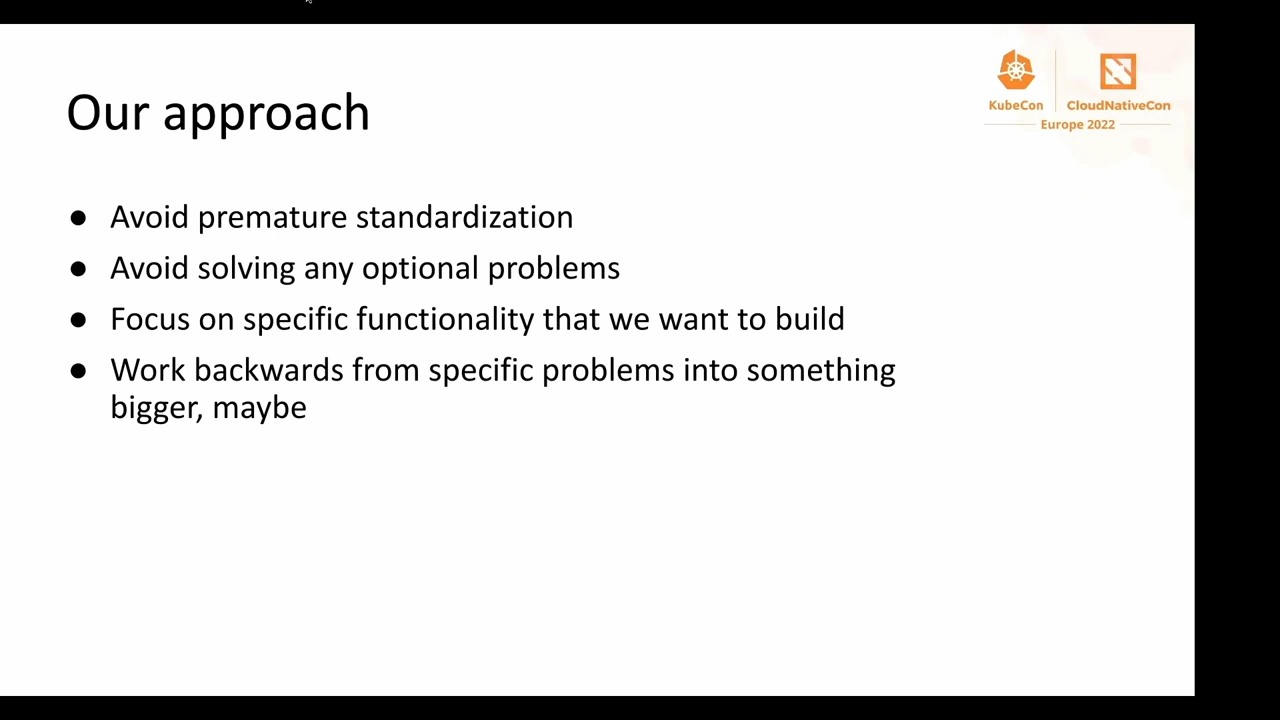 Our approach
KubeCon
CloudNativeCon
Europe 2022
● Avoid premature standardization
● Avoid solving any optional problems
● Focus on specific functionality that we want to build
● Work backwards from specific problems into something
bigger, maybe